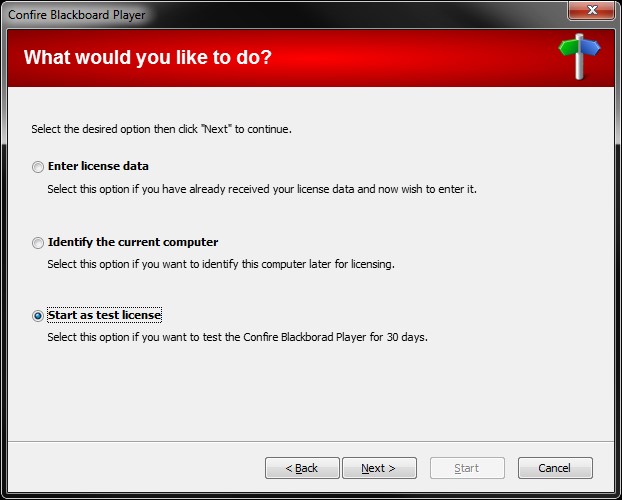 Confire Blackboard Player
What would you like to do?
Select the desired option then click "Next" to continue.
Enter license data
Select this option if you have already received your license data and now wish to enter it.
Identify the current computer
Select this option if you want to identify this computer later for licensing.
Start as test license
Select this option if you want to test the Confire Blackborad Player for 30 days.
< Back Next > Start Cancel